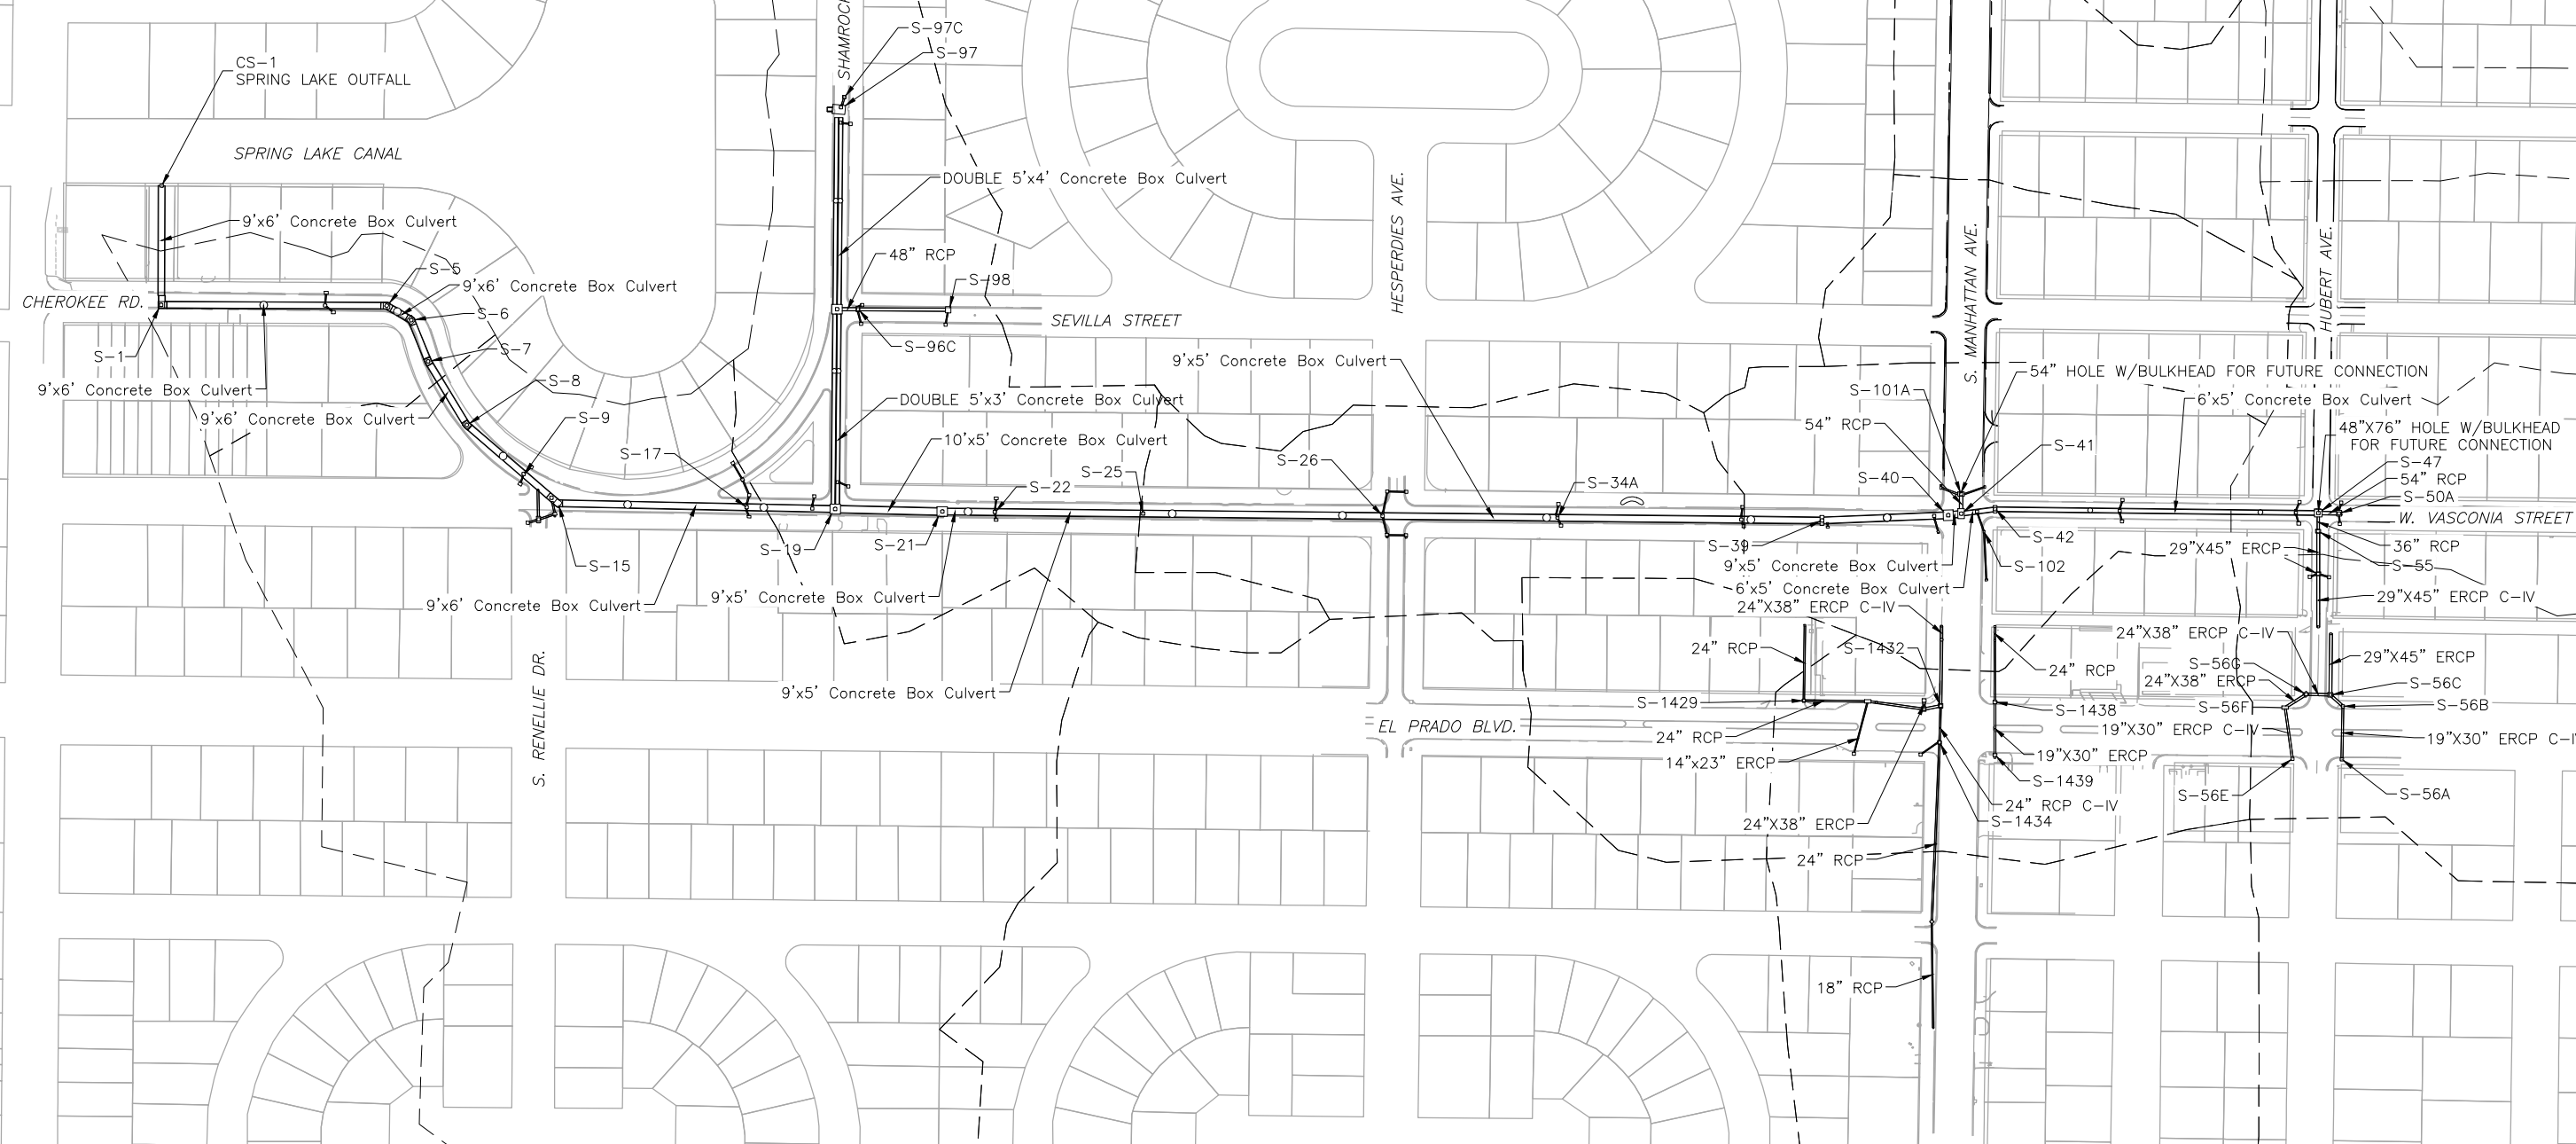 SHAMROCK
S-97C
S-97
CS-1
SPRING LAKE OUTFALL
SPRING LAKE CANAL
DOUBLE 5'x4' Concrete Box Culvert
HESPERDIES AVE.
9'x6' Concrete Box Culvert
S. MANHATTAN AVE.
HUBERT AVE.
48" RCP
S-5
S-98
9'x6' Concrete Box Culvert
CHEROKEE RD.
S-6
SEVILLA STREET
S-96C
S-1
S-7
9'x5' Concrete Box Culvert
54" HOLE W/BULKHEAD FOR FUTURE CONNECTION
S-8
9'x6' Concrete Box Culvert
S-101A
DOUBLE 5'x3' Concrete Box Culvert
6'x5' Concrete Box Culvert
9'x6' Concrete Box Culvert
S-9
54" RCP
48"X76" HOLE W/BULKHEAD
FOR FUTURE CONNECTION
10'x5' Concrete Box Culvert
S-41
S-17
S-26
S-47
S-25
S-40
54" RCP
S-22
S-34A
S-50A
W. VASCONIA STREET
S-21
S-19
S-39
S-42
36" RCP
29"X45" ERCP
S-15
9'x5' Concrete Box Culvert
S-102
S-55
6'x5' Concrete Box Culvert
9'x5' Concrete Box Culvert
29"X45" ERCP C-IV
9'x6' Concrete Box Culvert
24"X38" ERCP C-IV
24"X38" ERCP C-IV
S. RENELLIE DR.
24" RCP
S-1432
29"X45" ERCP
S-56G
24" RCP
24"X38" ERCP
S-56C
9'x5' Concrete Box Culvert
S-1429
S-56B
S-56F
S-1438
EL PRADO BLVD.
19"X30" ERCP C-IV
24" RCP
19"X30" ERCP C-I
19"X30" ERCP
14"x23" ERCP
S-1439
S-56E
S-56A
24" RCP C-IV
24"X38" ERCP
S-1434
24" RCP
18" RCP